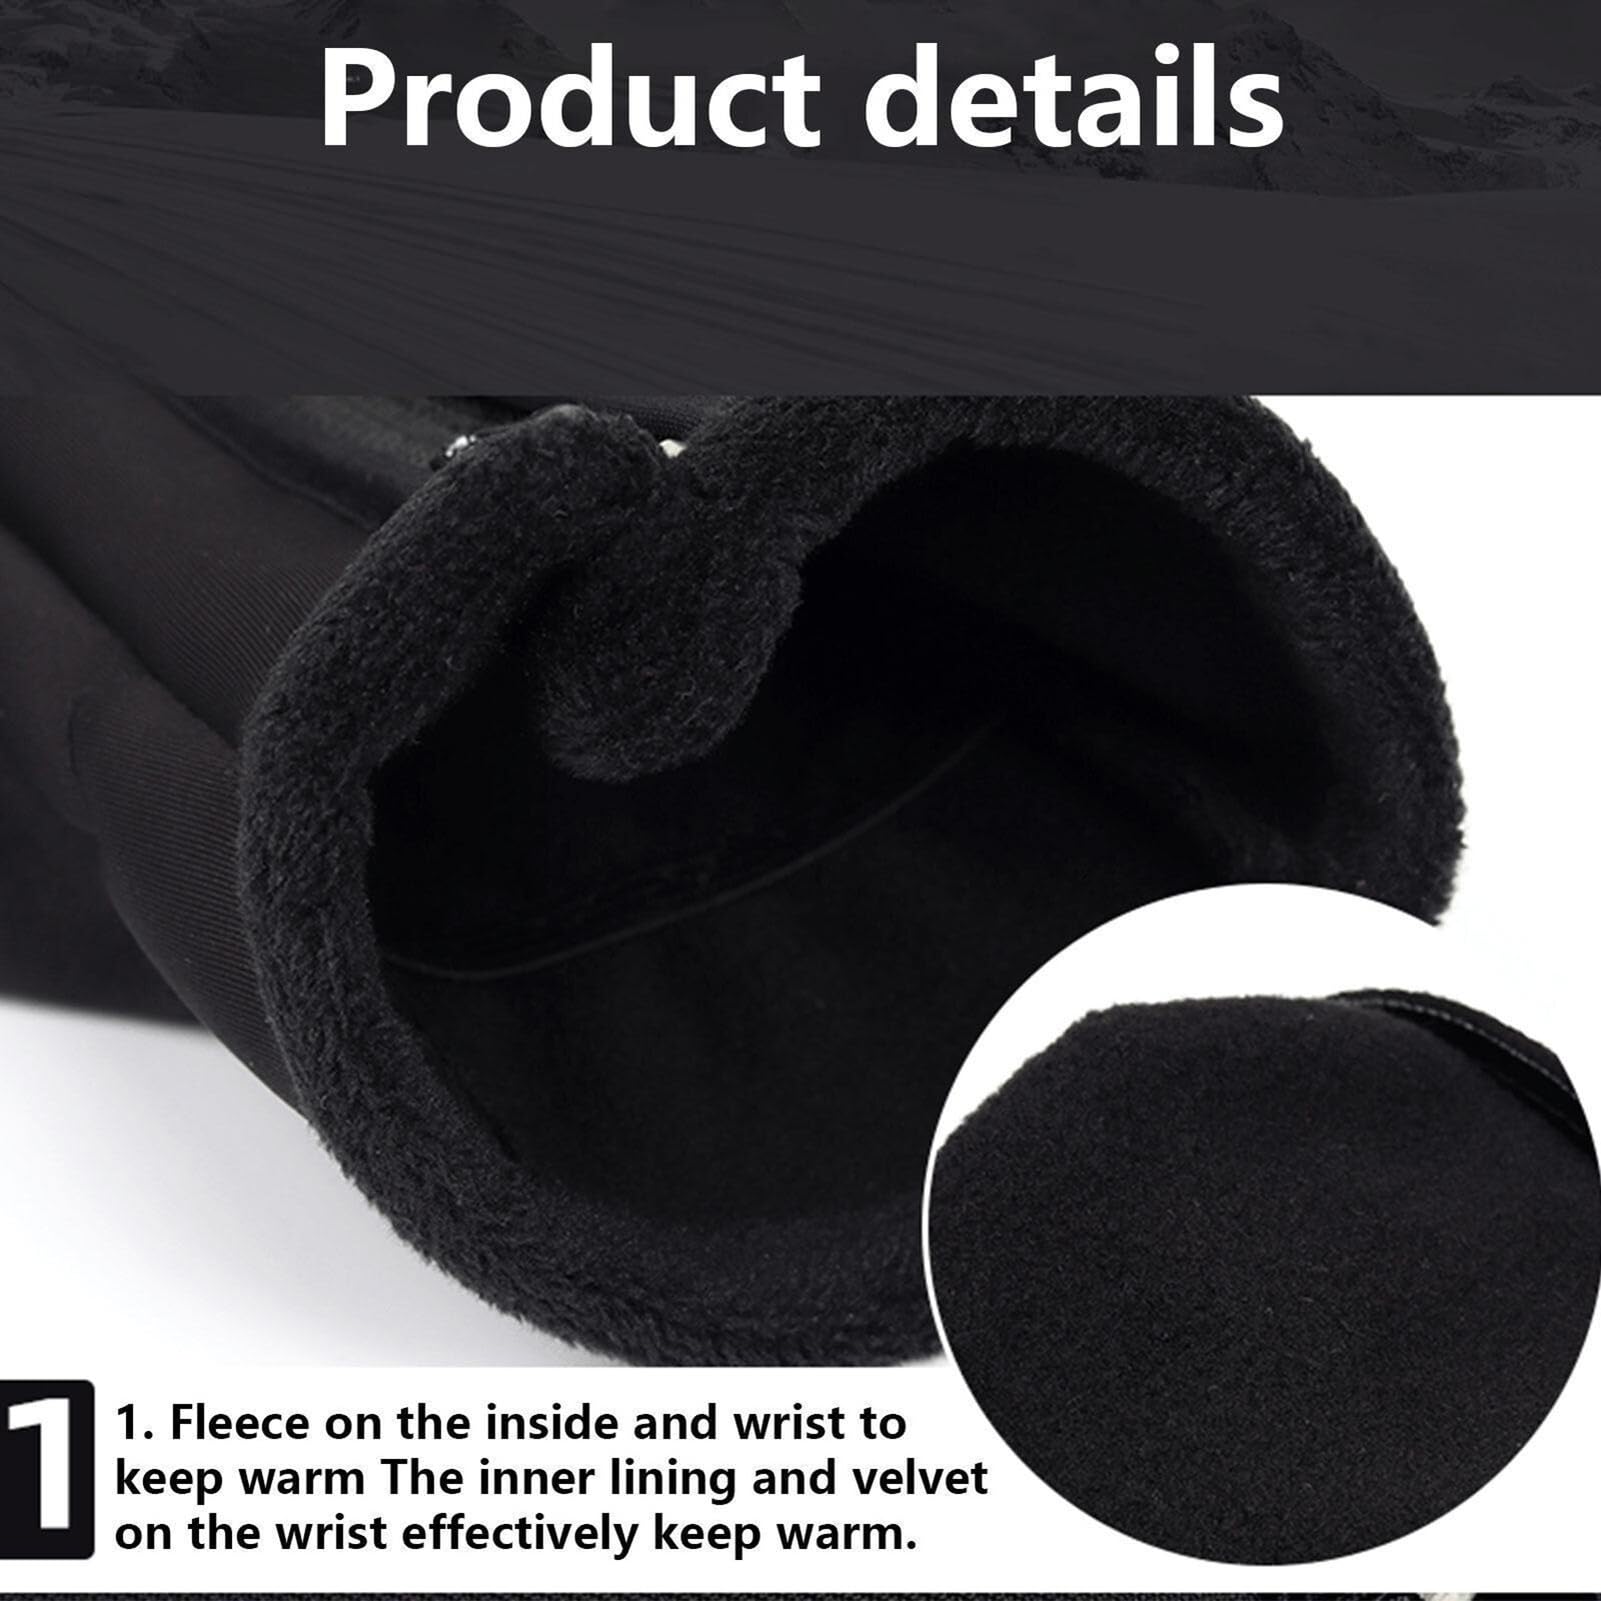 Product details
1
1. Fleece on the inside and wrist to
keep warm The inner lining and velvet
on the wrist effectively keep warm.